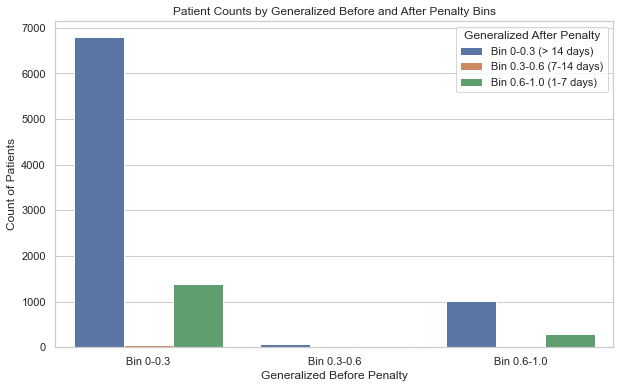 Patient Counts by Generalized Before and After Penalty Bins
Generalized After Penalty
Bin 0-0.3 (> 14 days)
Bin 0.3-0.6 (7-14 days)
Bin 0.6-1.0 (1-7 days)
Count of Patients
7000
6000
5000
4000
3000
2000
1000
0
Bin 0-0.3
Bin 0.3-0.6
Bin 0.6-1.0
Generalized Before Penalty